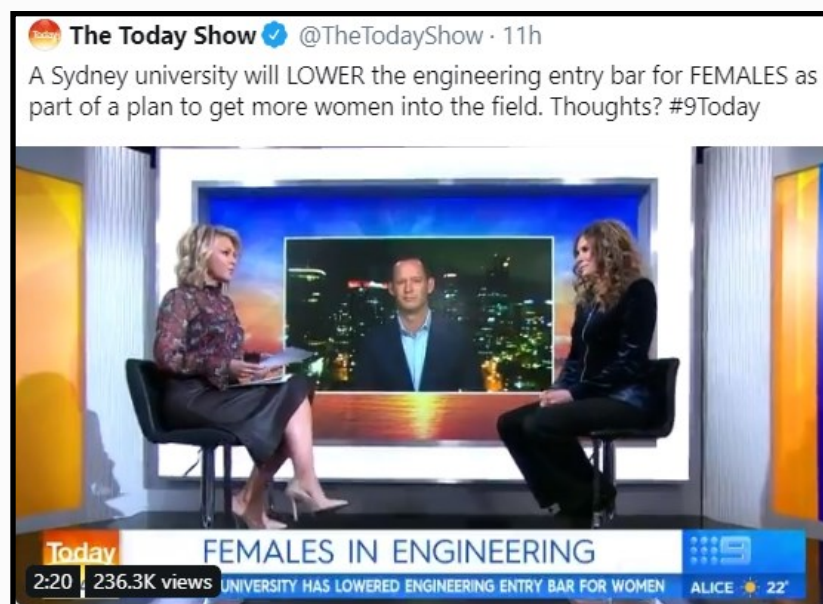 The Today Show @TheTodayShow · 11h
A Sydney university will LOWER the engineering entry bar for FEMALES as
part of a plan to get more women into the field. Thoughts? #9Today
Today
FEMALES IN ENGINEERING
2:20 236.3K views
UNIVERSITY HAS LOWERED ENGINEERING ENTRY BAR FOR WOMEN
ALICE 22°